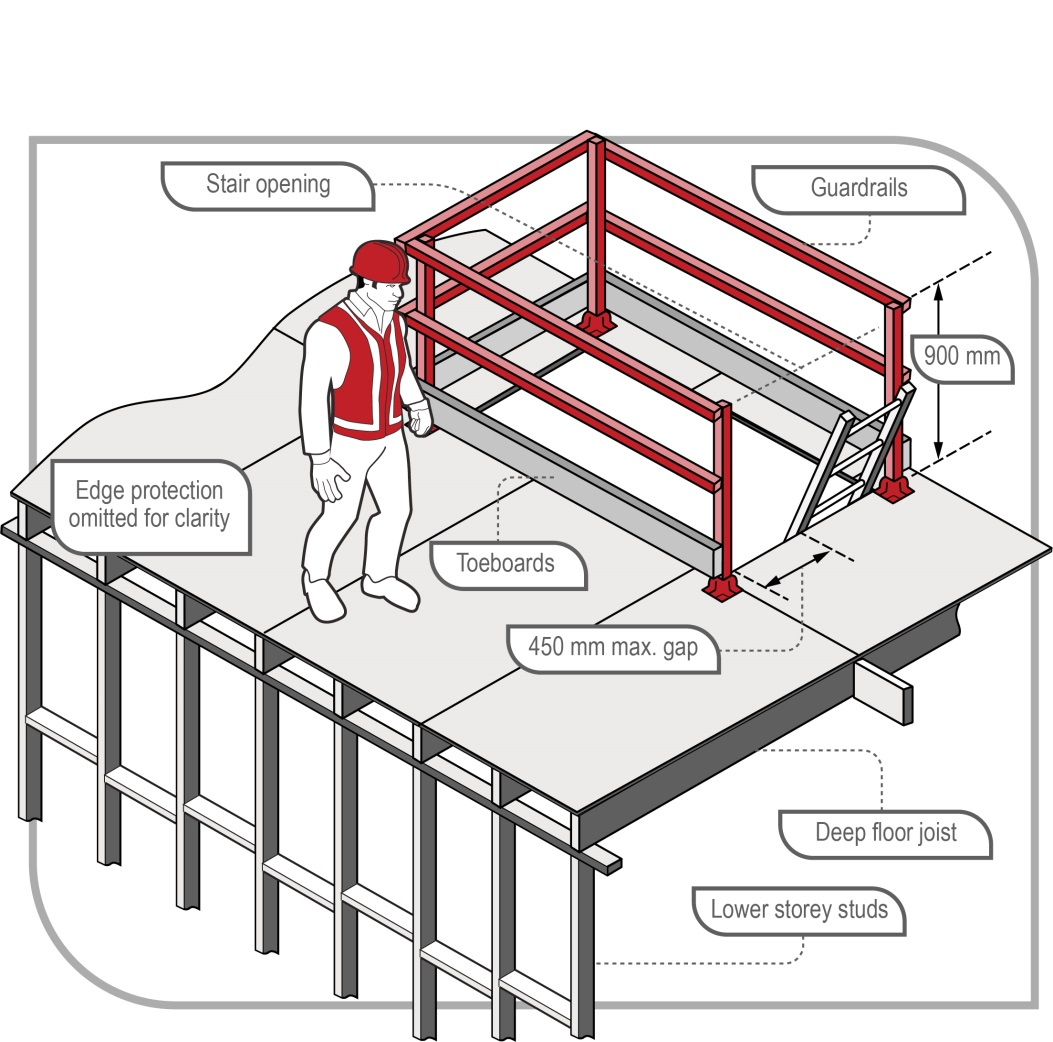 Stair opening
Guardrails
900 mm
Edge protection
omitted for clarity
Toeboards
450 mm max. gap
Deep floor joist
Lower storey studs